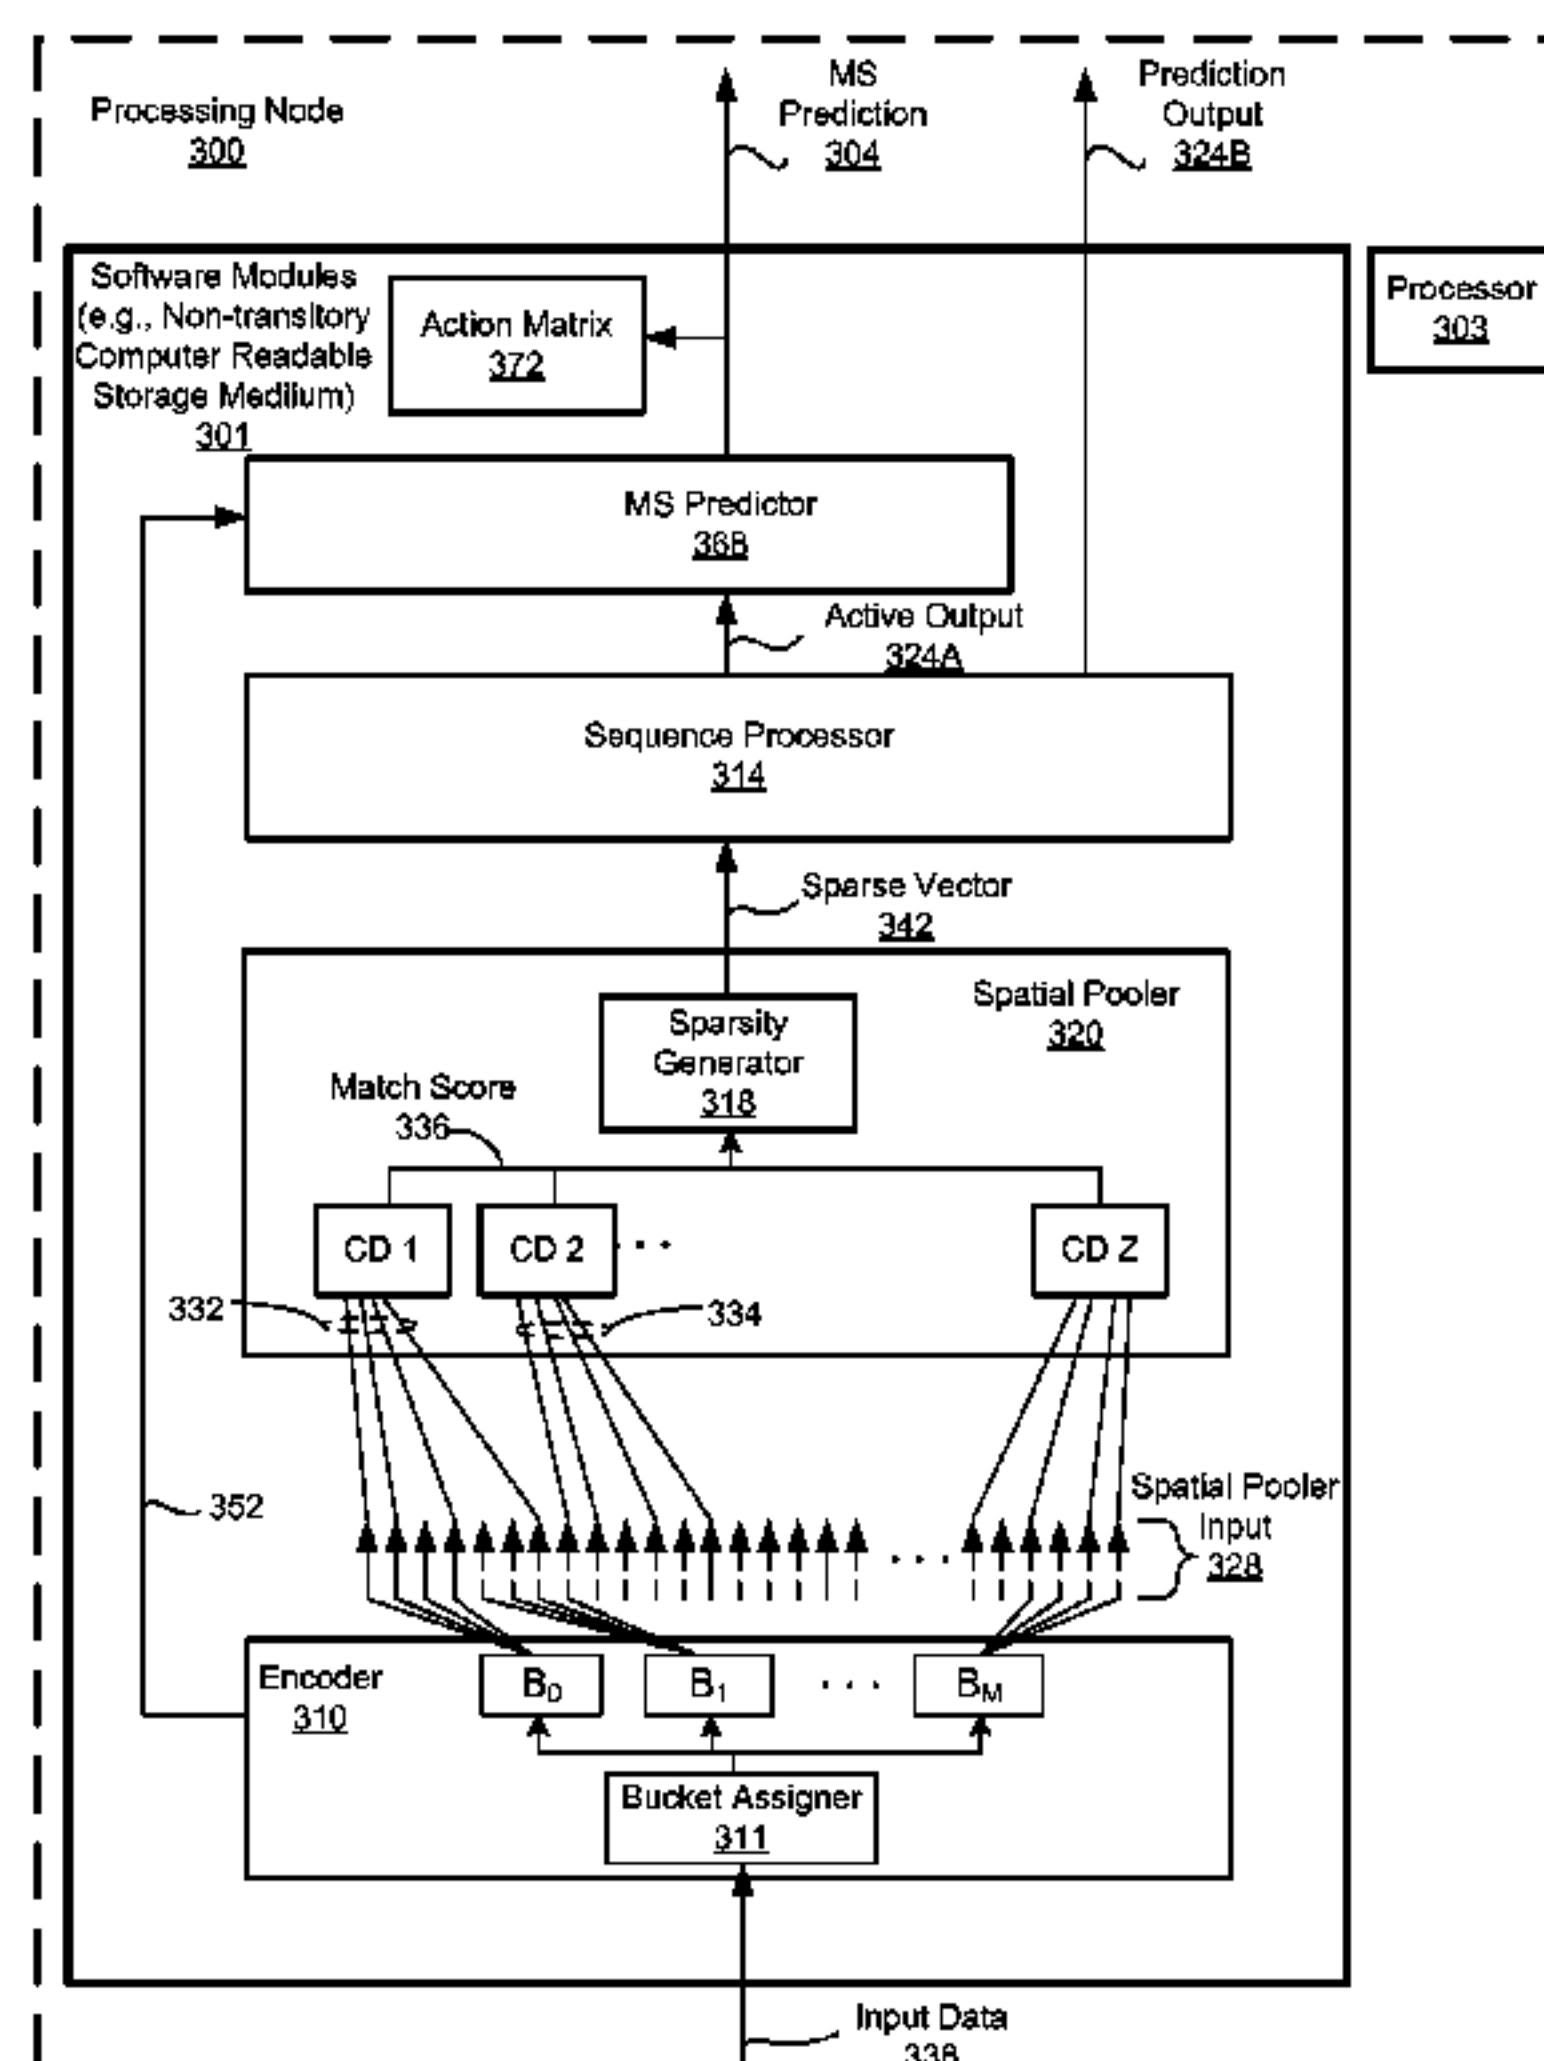 Processing Node
300
MS
Prediction
304
Prediction
Output
324B
Software Modules
(e.g., Non-transitory
Computer Readable
Storage Medium)
301
Action Matrix
372
Processor
303
MS Predictor
368
Active Output
324A
Sequence Processor
314
Sparse Vector
342
Spatial Pooler
320
Sparsity
Generator
318
Match Score
336
CD 1
CD 2
. . .
CD Z
332
334
352
Spatial Pooler
Input
328
. . .
Encoder
310
B0
B1
. . .
BM
Bucket Assigner
311
Input Data
338